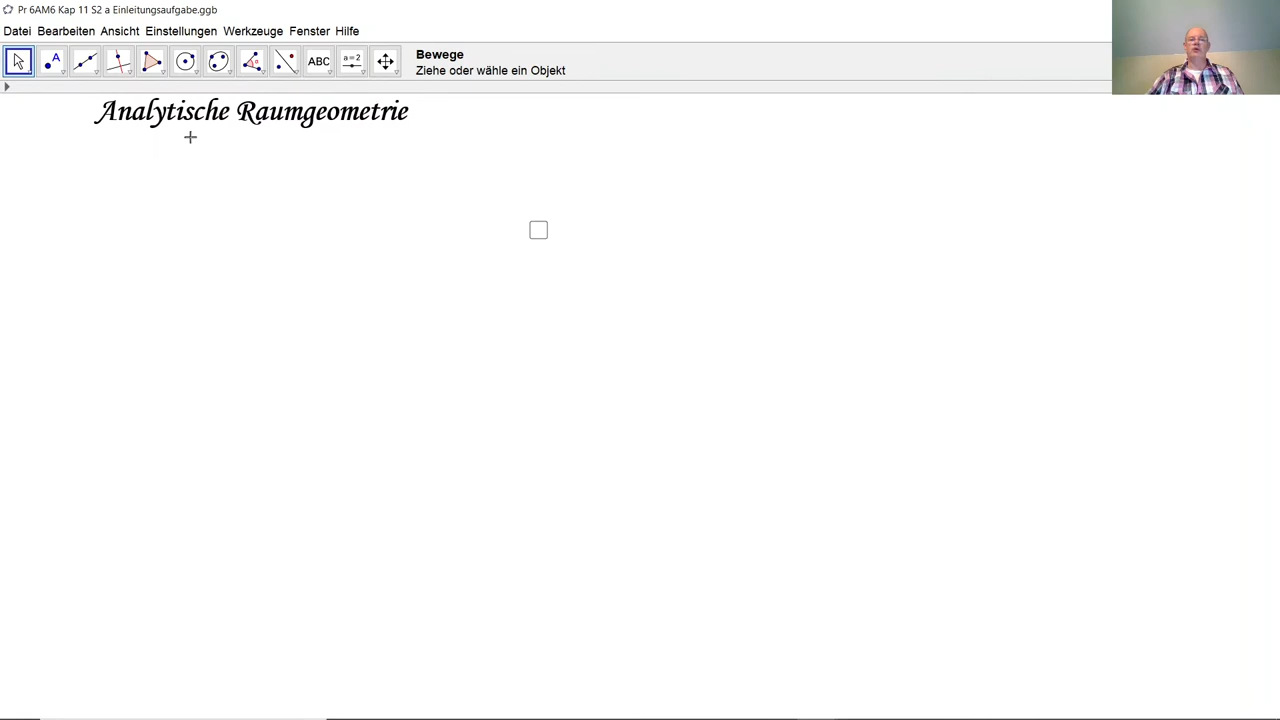 Pr 6AM6 Kap 11 S2 a Einleitungsaufgabe.ggb
Datei Bearbeiten Ansicht Einstellungen Werkzeuge Fenster Hilfe
A
ABC
a=2
Bewege
Ziehe oder wähle ein Objekt
Analytische Raumgeometrie